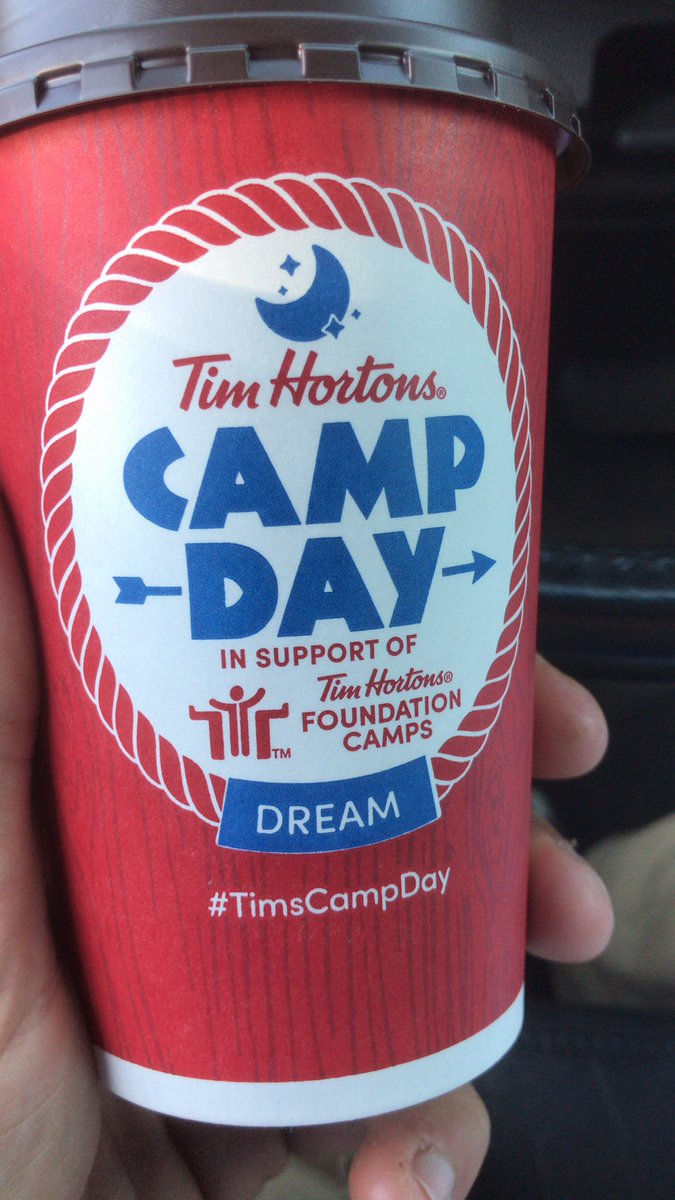 Tim Hortons®
CAMP
DAY
IN SUPPORT OF
Tim Hortons®
FOUNDATION
CAMPS
TM
DREAM
#TimsCampDay